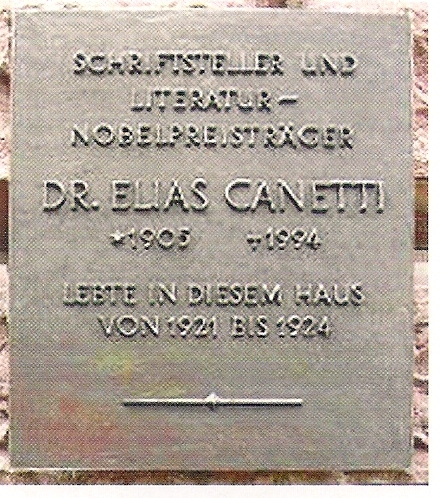 SCHRIFTSTELLER UND
LITERATUR-
NOBELPREISTRÄGER
DR. ELIAS CANETTI
*1905 †1994
LEBTE IN DIESEM HAUS
VON 1921 BIS 1924